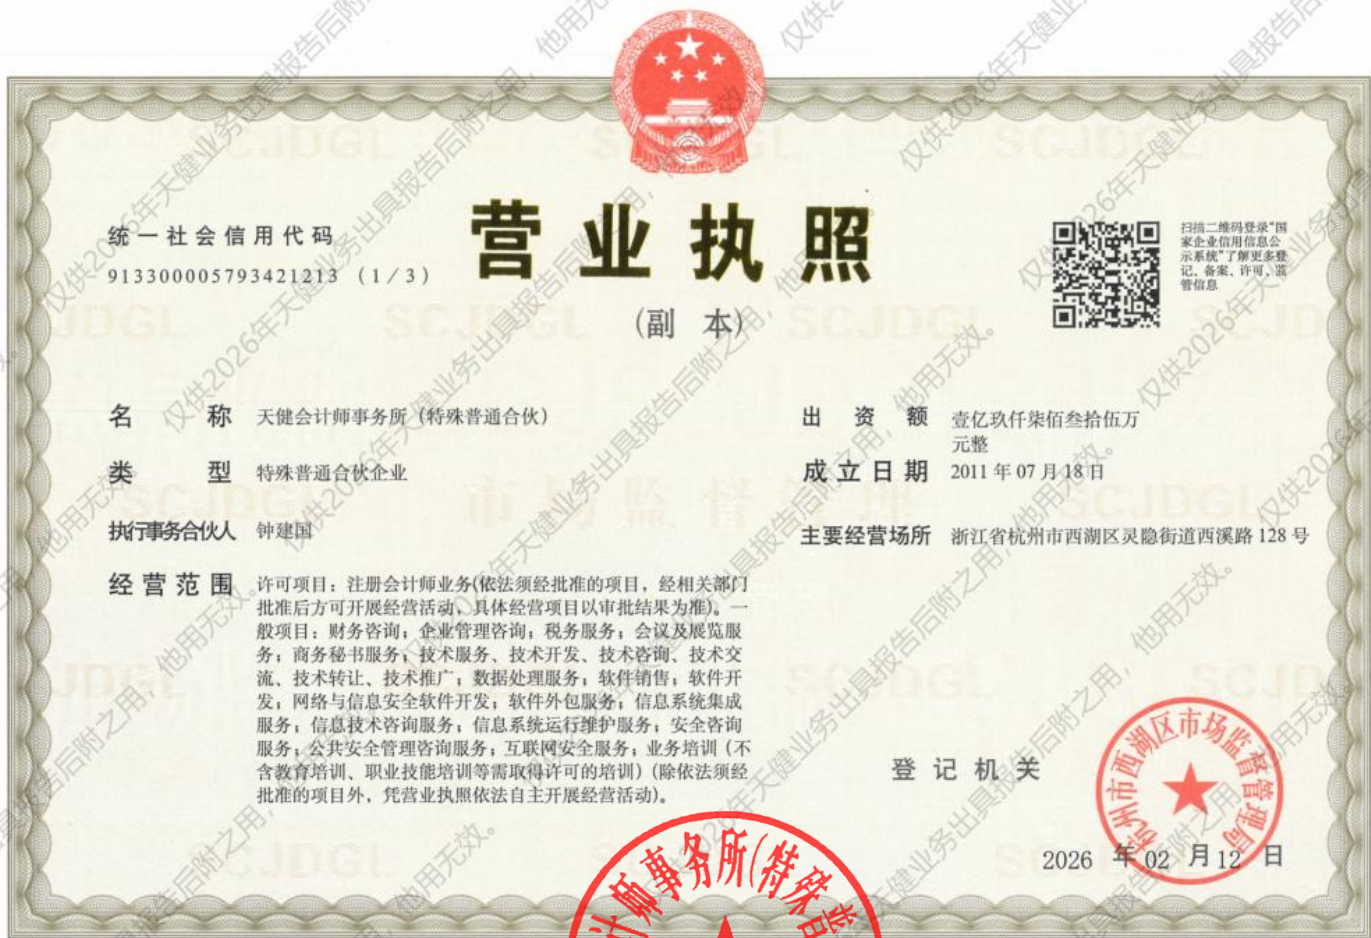 营业执照
(副 本)
统一社会信用代码
913300005793421213 (1/3)
扫描二维码登录“国
家企业信用信息公
示系统”了解更多登
记、备案、许可、监
管信息
名 称 天健会计师事务所（特殊普通合伙）
类 型 特殊普通合伙企业
执行事务合伙人 钟建国
经营范围 许可项目：注册会计师业务(依法须经批准的项目，经相关部门
批准后方可开展经营活动，具体经营项目以审批结果为准)。一
般项目：财务咨询；企业管理咨询；税务服务；会议及展览服
务；商务秘书服务；技术服务、技术开发、技术咨询、技术交
流、技术转让、技术推广；数据处理服务；软件销售；软件开
发；网络与信息安全软件开发；软件外包服务；信息系统集成
服务；信息技术咨询服务；信息系统运行维护服务；安全咨询
服务；公共安全管理咨询服务；互联网安全服务；业务培训（不
含教育培训、职业技能培训等需取得许可的培训）(除依法须经
批准的项目外，凭营业执照依法自主开展经营活动)。
出 资 额 壹亿玖仟柒佰叁拾伍万
元整
成立日期 2011年07月18日
主要经营场所 浙江省杭州市西湖区灵隐街道西溪路128号
登记机关
杭州市西湖区市场监督管理局
2026 年 02 月 12 日
计师事务所(特殊普
仅供2026年天健业务出具报告后附之用，他用无效。
SCJDGL
市场监督管理